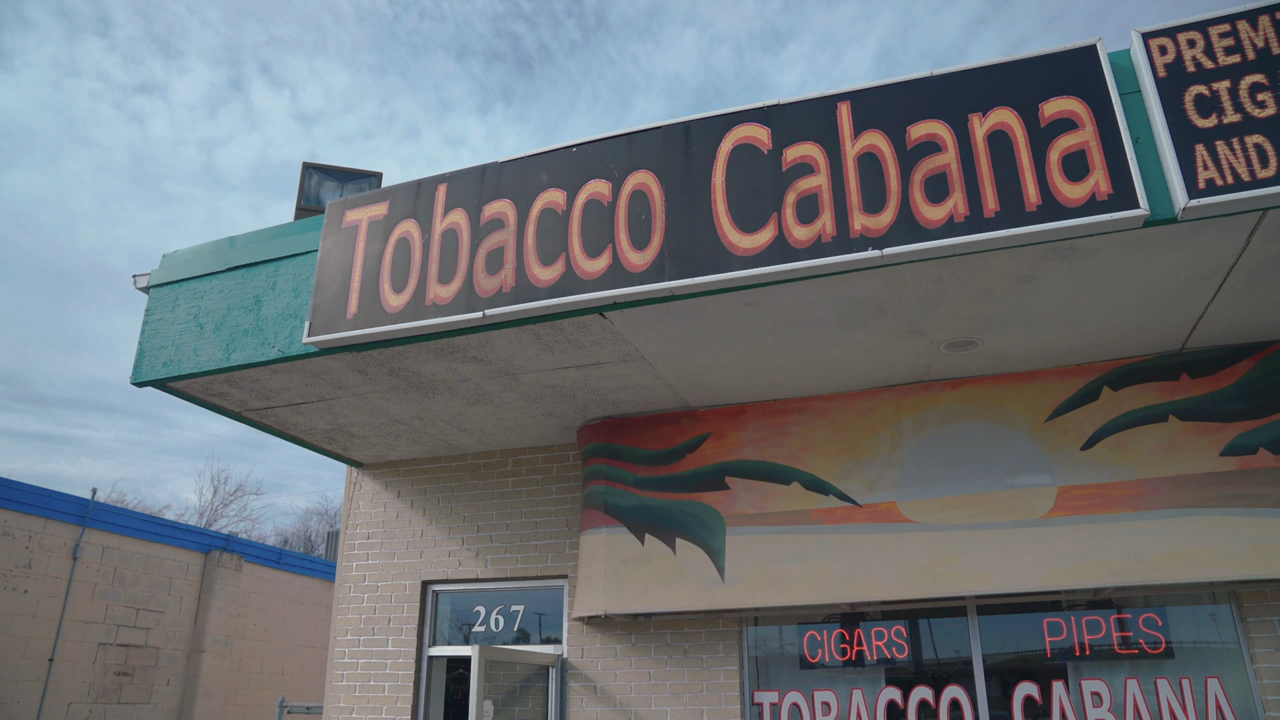 Tobacco Cabana
PREM
CIG
AND
267
CIGARS
PIPES
TOBACCO CABANA